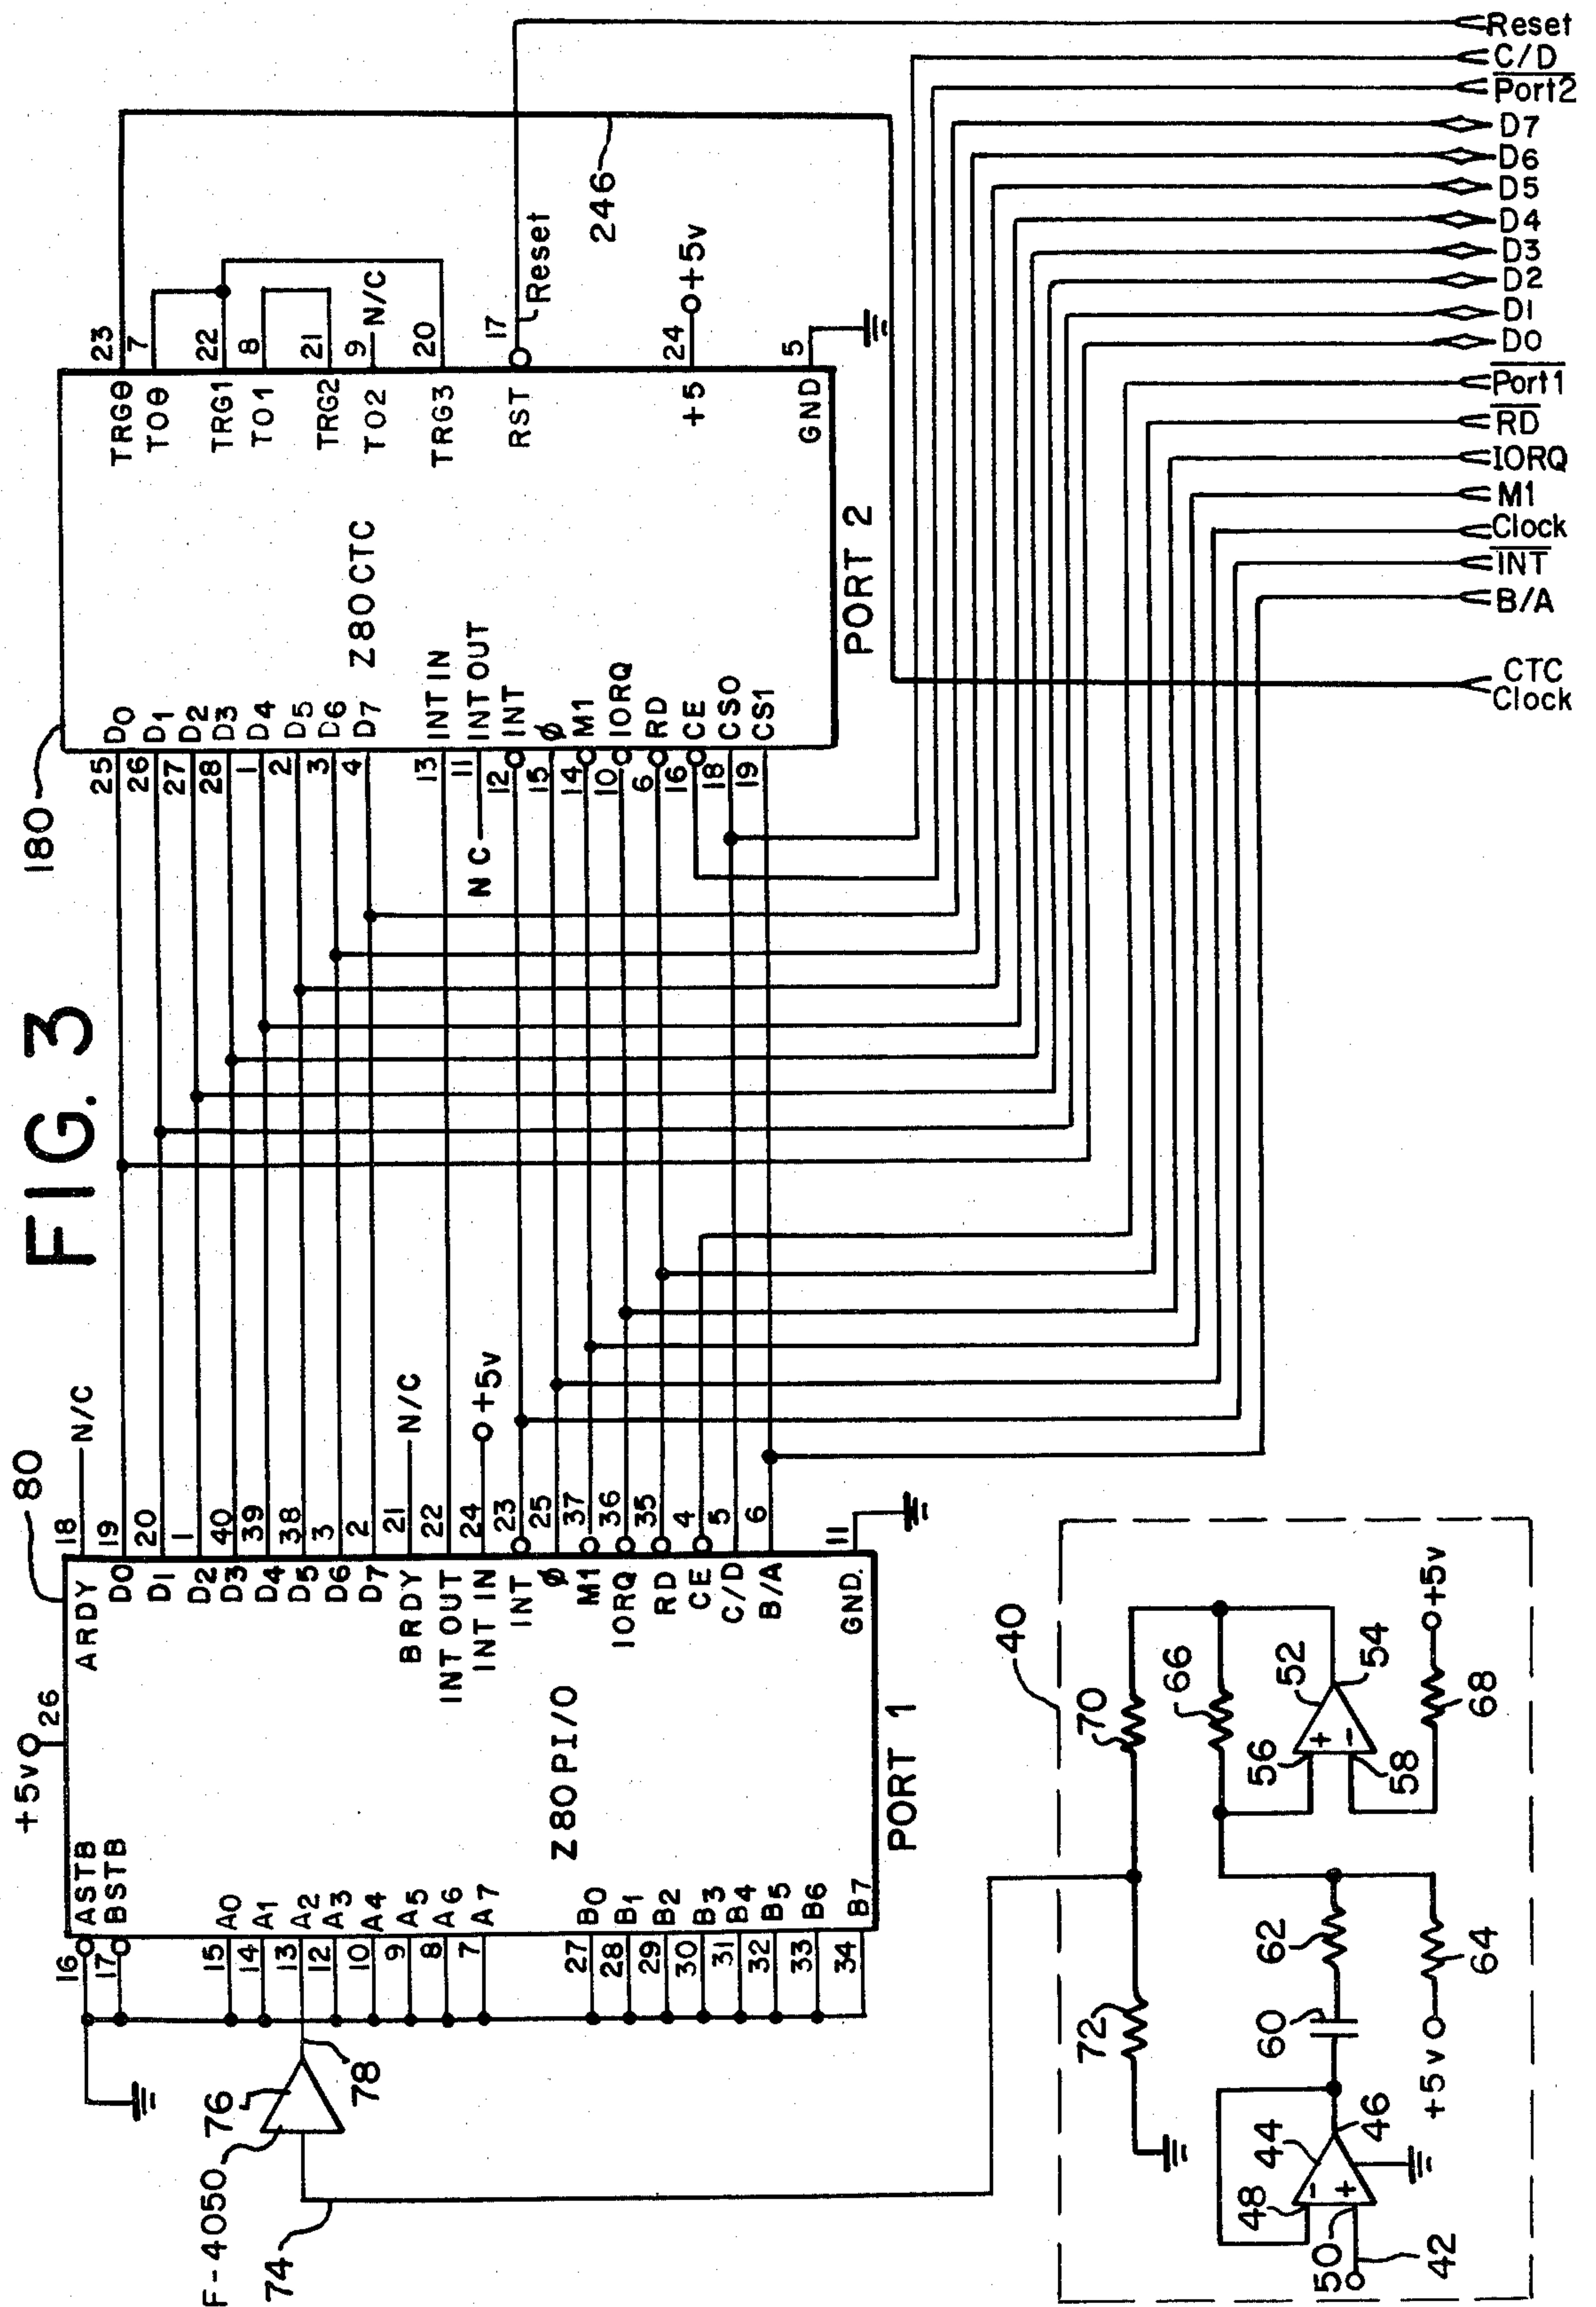 FIG. 3
180
80
Reset
C/D
Port2
D7
D6
D5
D4
D3
D2
D1
D0
Port1
RD
IORQ
M1
Clock
INT
B/A
CTC
Clock
246
23 TRGθ
7 TOθ
22 TRG1
8 TO1
21 TRG2
9 TO2
N/C
20 TRG3
17 RST
Reset
24 +5
+5v
5 GND
Z80CTC
PORT 2
25 D0
26 D1
27 D2
28 D3
1 D4
2 D5
3 D6
4 D7
13 INT IN
11 INT OUT
NC
12 INT
15 Ø
14 M1
10 IORQ
6 RD
16 CE
18 CS0
19 CS1
18 ARDY
N/C
19 D0
20 D1
1 D2
40 D3
39 D4
38 D5
3 D6
2 D7
21 BRDY
N/C
22 INT OUT
24 INT IN
+5v
23 INT
25 Ø
37 M1
36 IORQ
35 RD
4 CE
5 C/D
6 B/A
11 GND.
+5v
26
Z80PI/O
PORT 1
16 ASTB
17 BSTB
15 A0
14 A1
13 A2
12 A3
10 A4
9 A5
8 A6
7 A7
27 B0
28 B1
29 B2
30 B3
31 B4
32 B5
33 B6
34 B7
F-4050
76
78
74
40
70
72
66
52
54
56
+
-
58
68
+5v
62
60
64
+5v
44
46
48
-
+
50
42